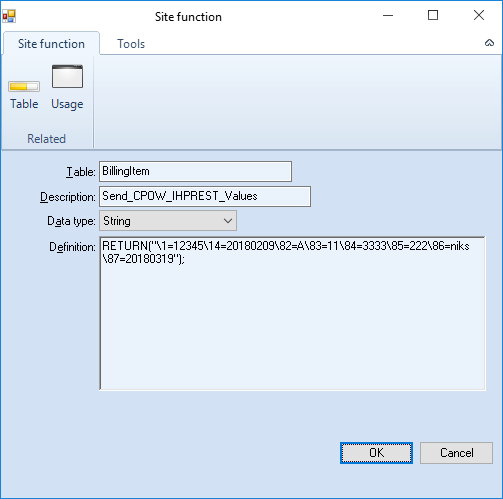 Site function
Site function Tools
Table Usage
Related
Table: BillingItem
Description: Send_CPOW_IHPREST_Values
Data type: String
Definition: RETURN("\1=12345\14=20180209\82=A\83=11\84=3333\85=222\86=niks
\87=20180319");
OK Cancel